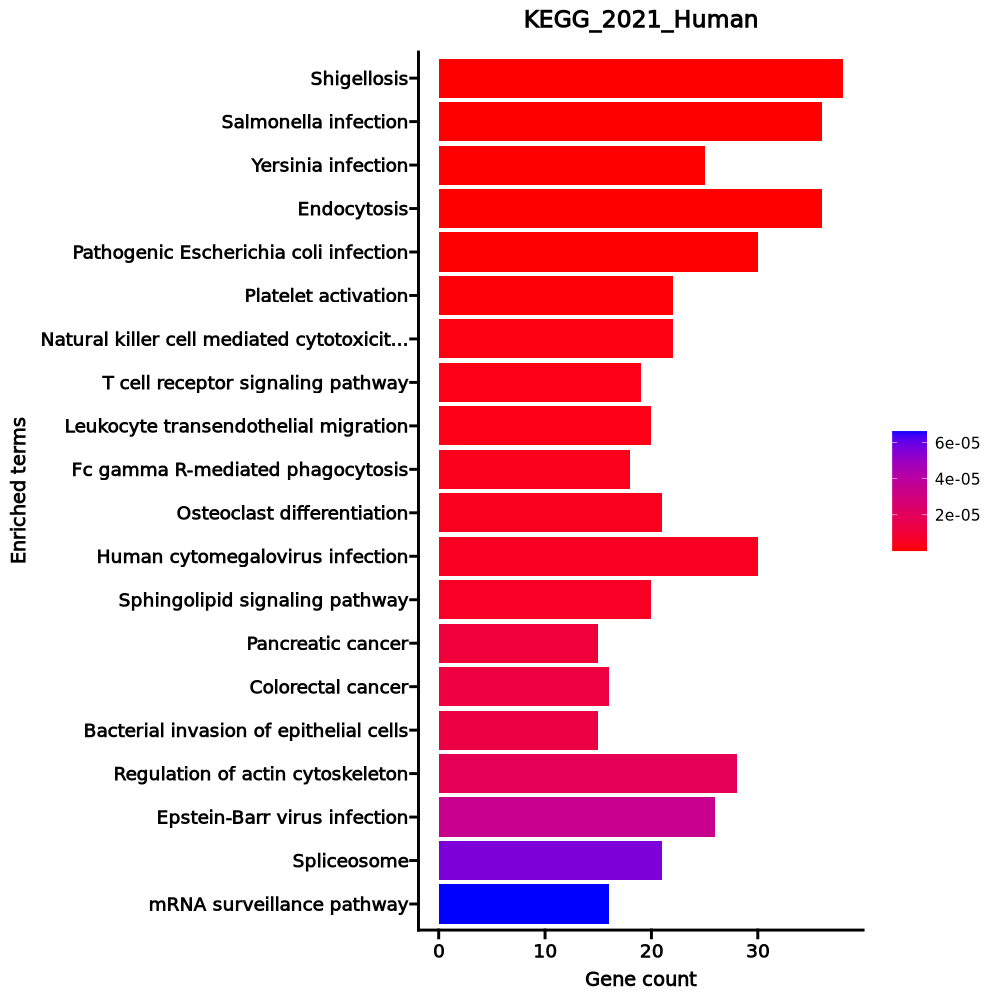 KEGG_2021_Human
Shigellosis
Salmonella infection
Yersinia infection
Endocytosis
Pathogenic Escherichia coli infection
Platelet activation
Natural killer cell mediated cytotoxicit...
T cell receptor signaling pathway
Leukocyte transendothelial migration
Fc gamma R-mediated phagocytosis
Osteoclast differentiation
Human cytomegalovirus infection
Sphingolipid signaling pathway
Pancreatic cancer
Colorectal cancer
Bacterial invasion of epithelial cells
Regulation of actin cytoskeleton
Epstein-Barr virus infection
Spliceosome
mRNA surveillance pathway
Enriched terms
0 10 20 30
Gene count
6e-05
4e-05
2e-05